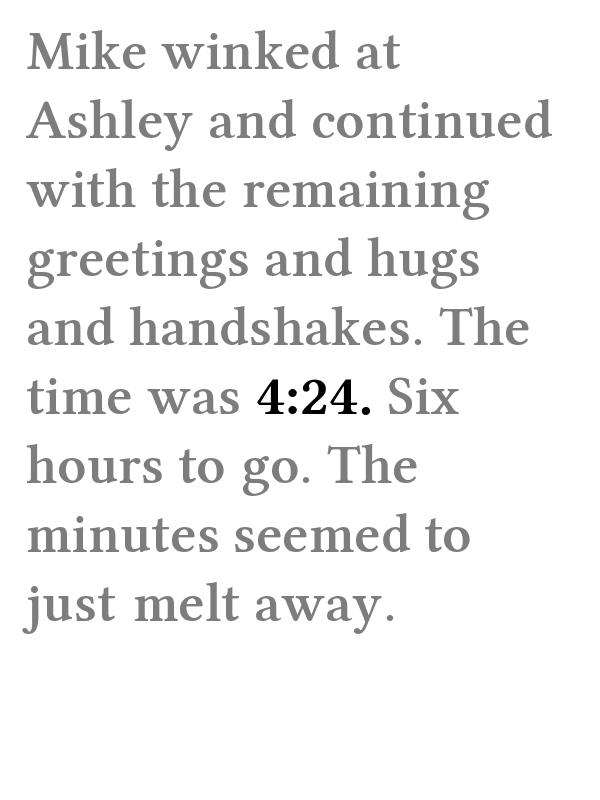 Mike winked at
Ashley and continued
with the remaining
greetings and hugs
and handshakes. The
time was 4:24. Six
hours to go. The
minutes seemed to
just melt away.